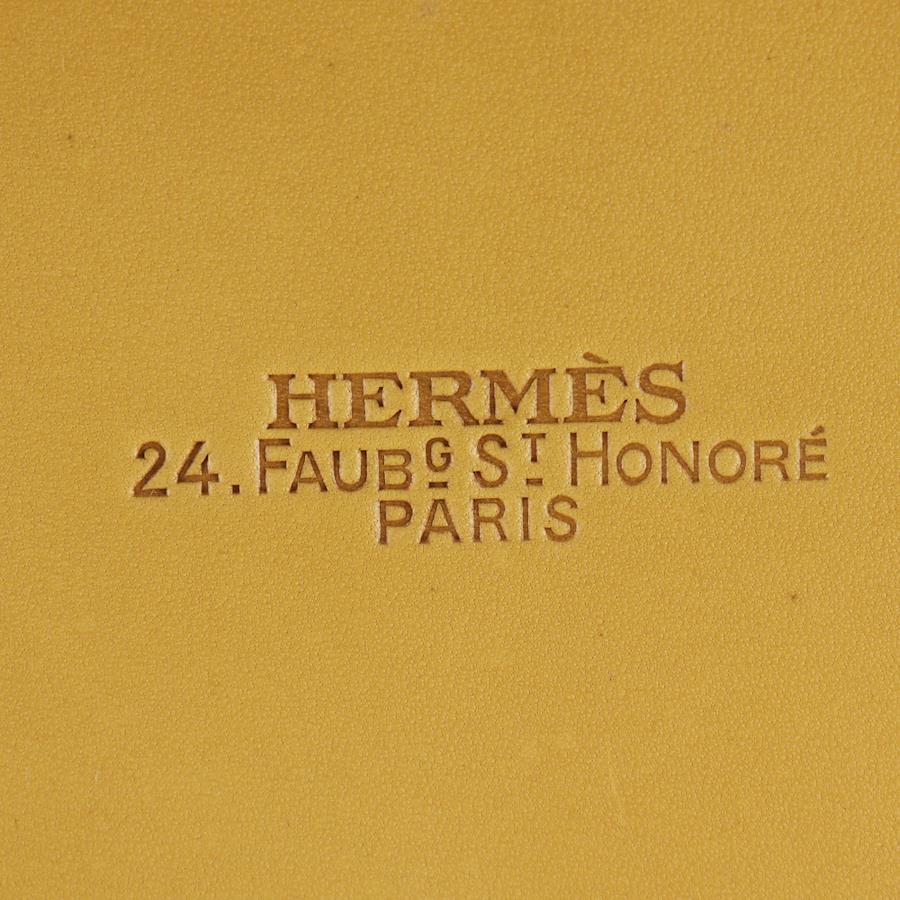 HERMÈS
24. FAUBG ST HONORÉ
PARIS